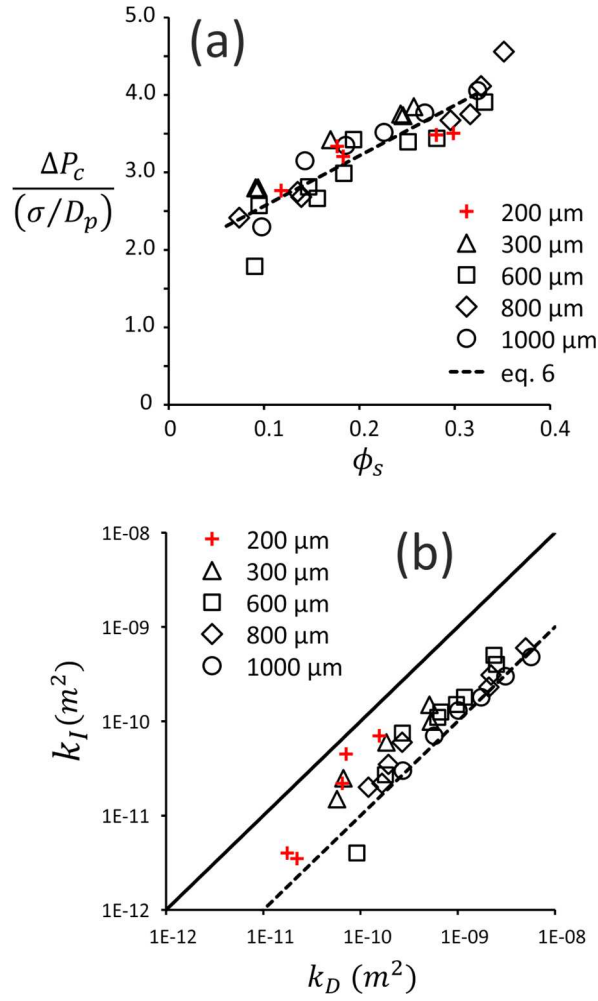 (a)
5.0
4.0
3.0
2.0
1.0
0
ΔP_c
(σ/D_p)
200 μm
300 μm
600 μm
800 μm
1000 μm
eq. 6
0 0.1 0.2 0.3 0.4
ϕ_s
(b)
1E-08
1E-09
1E-10
1E-11
1E-12
k_I (m²)
200 μm
300 μm
600 μm
800 μm
1000 μm
1E-12 1E-11 1E-10 1E-09 1E-08
k_D (m²)